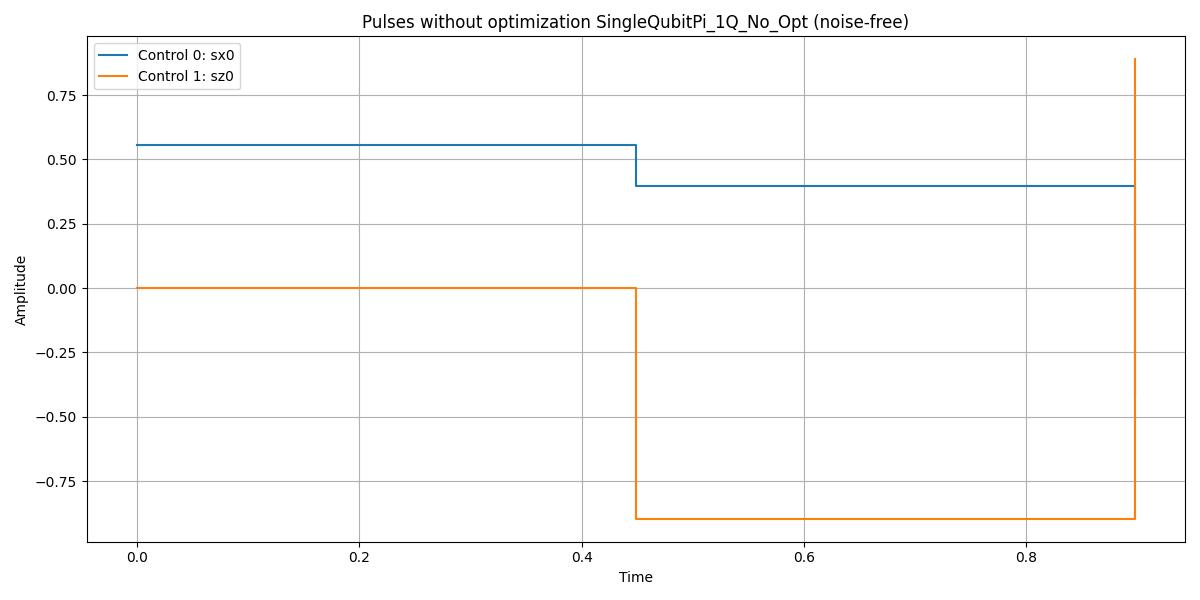 Pulses without optimization SingleQubitPi_1Q_No_Opt (noise-free)
Control 0: sx0
Control 1: sz0
Amplitude
0.75
0.50
0.25
0.00
−0.25
−0.50
−0.75
0.0
0.2
0.4
0.6
0.8
Time